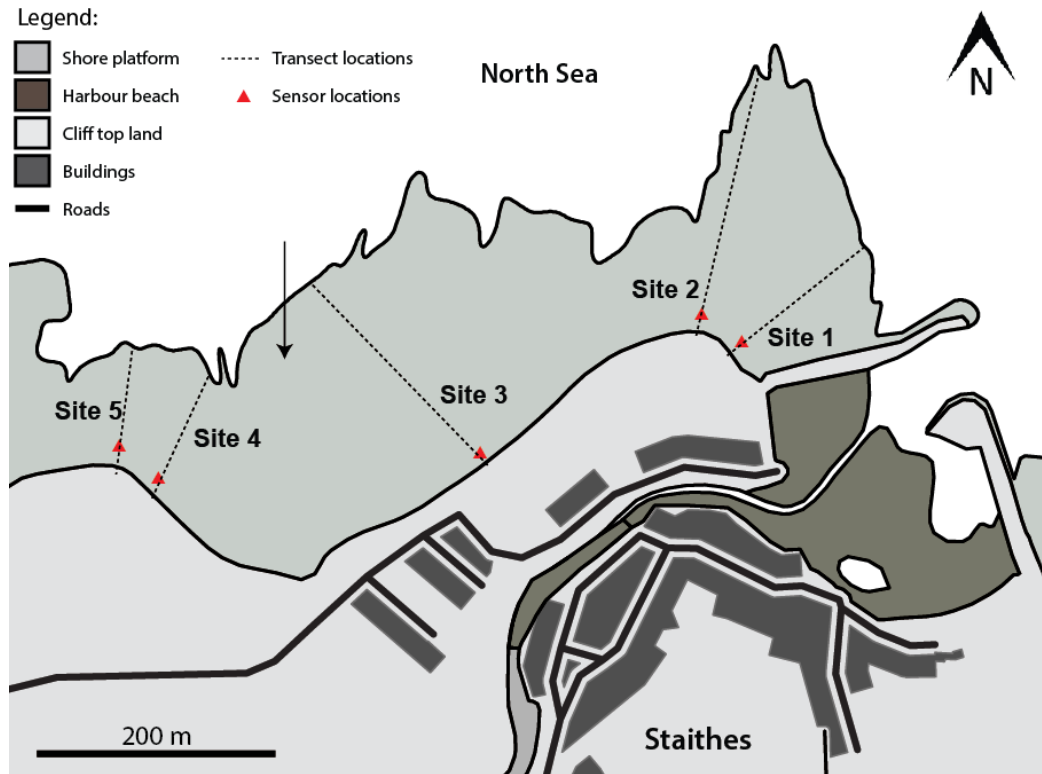 Legend:
Shore platform
Transect locations
Harbour beach
Sensor locations
Cliff top land
Buildings
Roads
North Sea
N
Site 2
Site 1
Site 3
Site 5
Site 4
200 m
Staithes